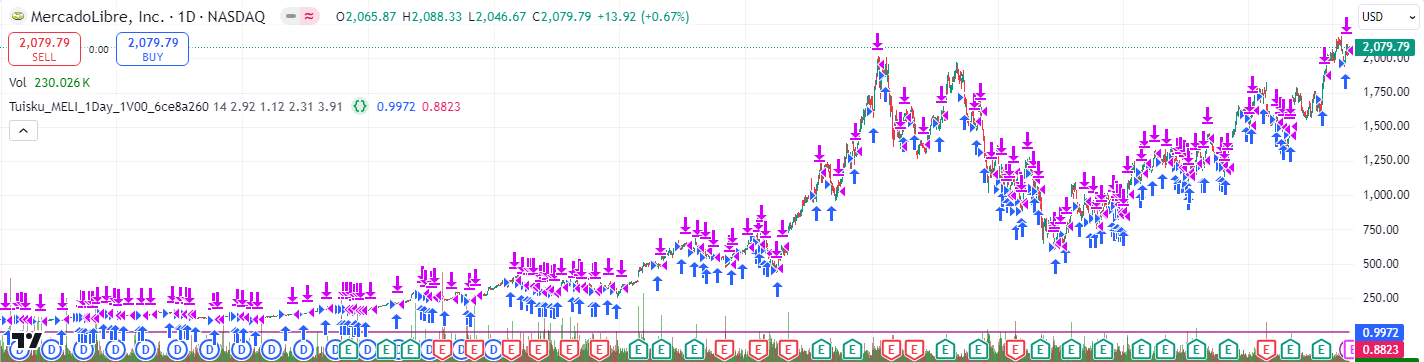 MercadoLibre, Inc. · 1D · NASDAQ O2,065.87 H2,088.33 L2,046.67 C2,079.79 +13.92 (+0.67%) USD
2,079.79 SELL 0.00 2,079.79 BUY
Vol 230.026 K
Tuisku_MELI_1Day_1V00_6ce8a260 14 2.92 1.12 2.31 3.91 {} 0.9972 0.8823
2,079.79
2,000.00
1,750.00
1,500.00
1,250.00
1,000.00
750.00
500.00
250.00
0.9972
0.8823
D D D D D D D D D D E E E E E E E E E E E E E E E E E E E E E E E E E E E E E E E